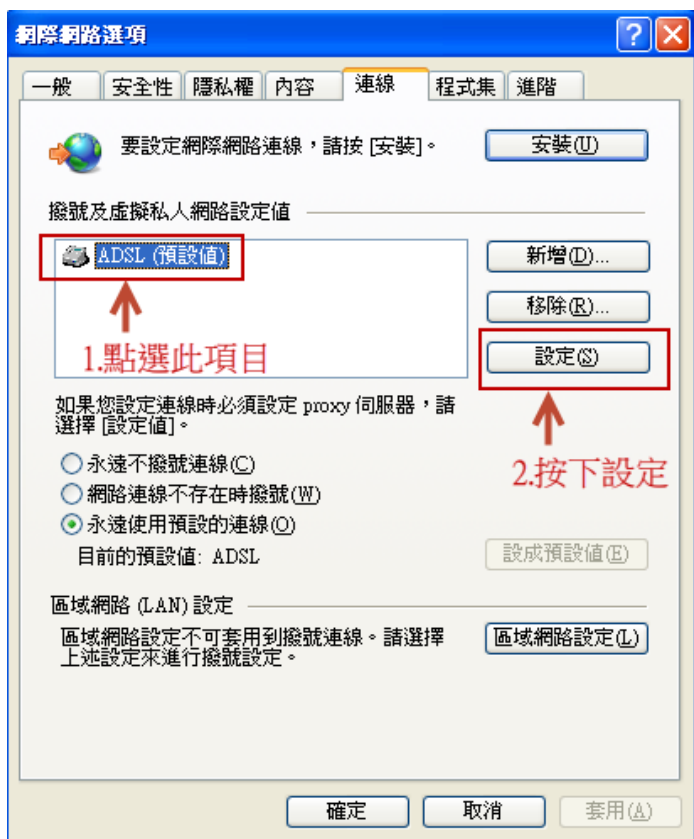 網際網路選項
一般 安全性 隱私權 內容 連線 程式集 進階
要設定網際網路連線，請按 [安裝]。
安裝(U)
撥號及虛擬私人網路設定值
ADSL (預設值)
新增(D)...
移除(R)...
1.點選此項目
設定(S)
如果您設定連線時必須設定 proxy 伺服器，請
選擇 [設定值]。
2.按下設定
永遠不撥號連線(C)
網路連線不存在時撥號(W)
永遠使用預設的連線(O)
目前的預設值: ADSL
設成預設值(E)
區域網路 (LAN) 設定
區域網路設定不可套用到撥號連線。請選擇
上述設定來進行撥號設定。
區域網路設定(L)
確定 取消 套用(A)